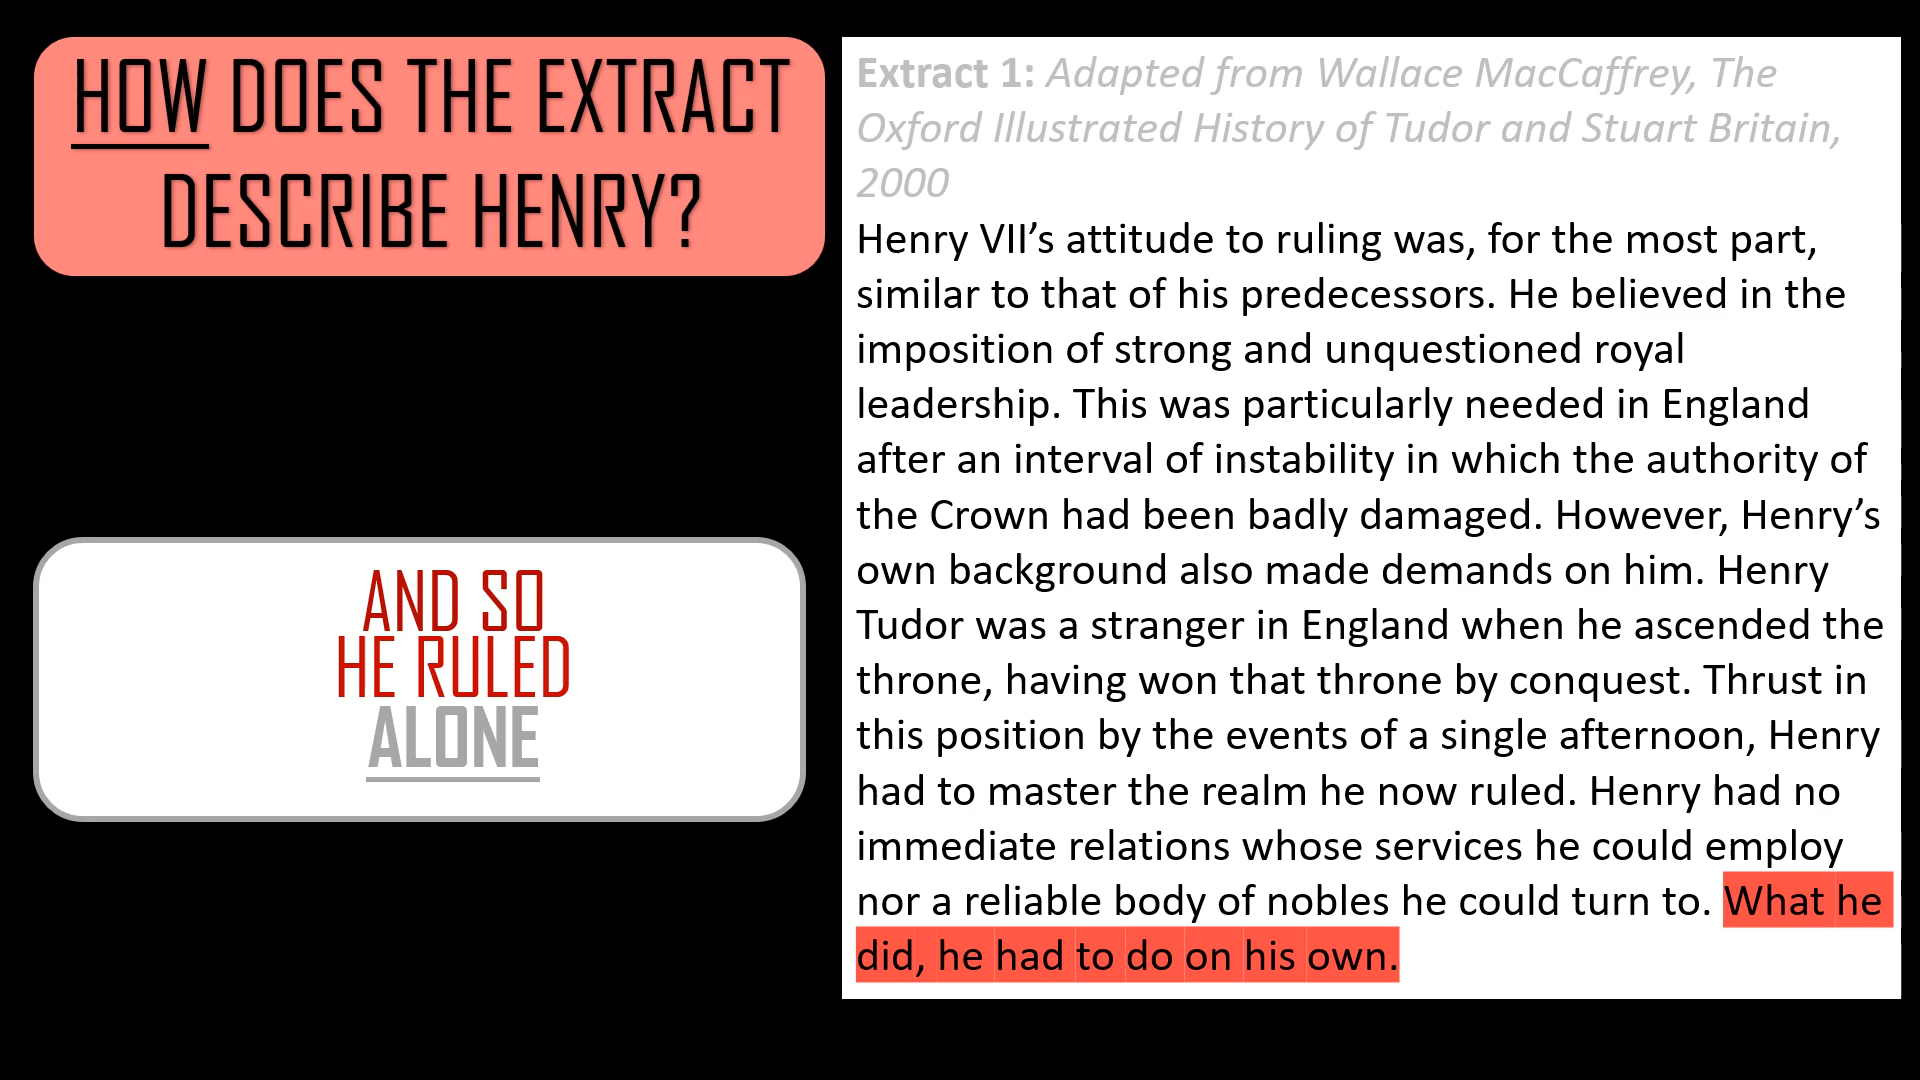 HOW DOES THE EXTRACT
DESCRIBE HENRY?
AND SO
HE RULED
ALONE
Extract 1: Adapted from Wallace MacCaffrey, The
Oxford Illustrated History of Tudor and Stuart Britain,
2000
Henry VII’s attitude to ruling was, for the most part,
similar to that of his predecessors. He believed in the
imposition of strong and unquestioned royal
leadership. This was particularly needed in England
after an interval of instability in which the authority of
the Crown had been badly damaged. However, Henry’s
own background also made demands on him. Henry
Tudor was a stranger in England when he ascended the
throne, having won that throne by conquest. Thrust in
this position by the events of a single afternoon, Henry
had to master the realm he now ruled. Henry had no
immediate relations whose services he could employ
nor a reliable body of nobles he could turn to. What he
did, he had to do on his own.